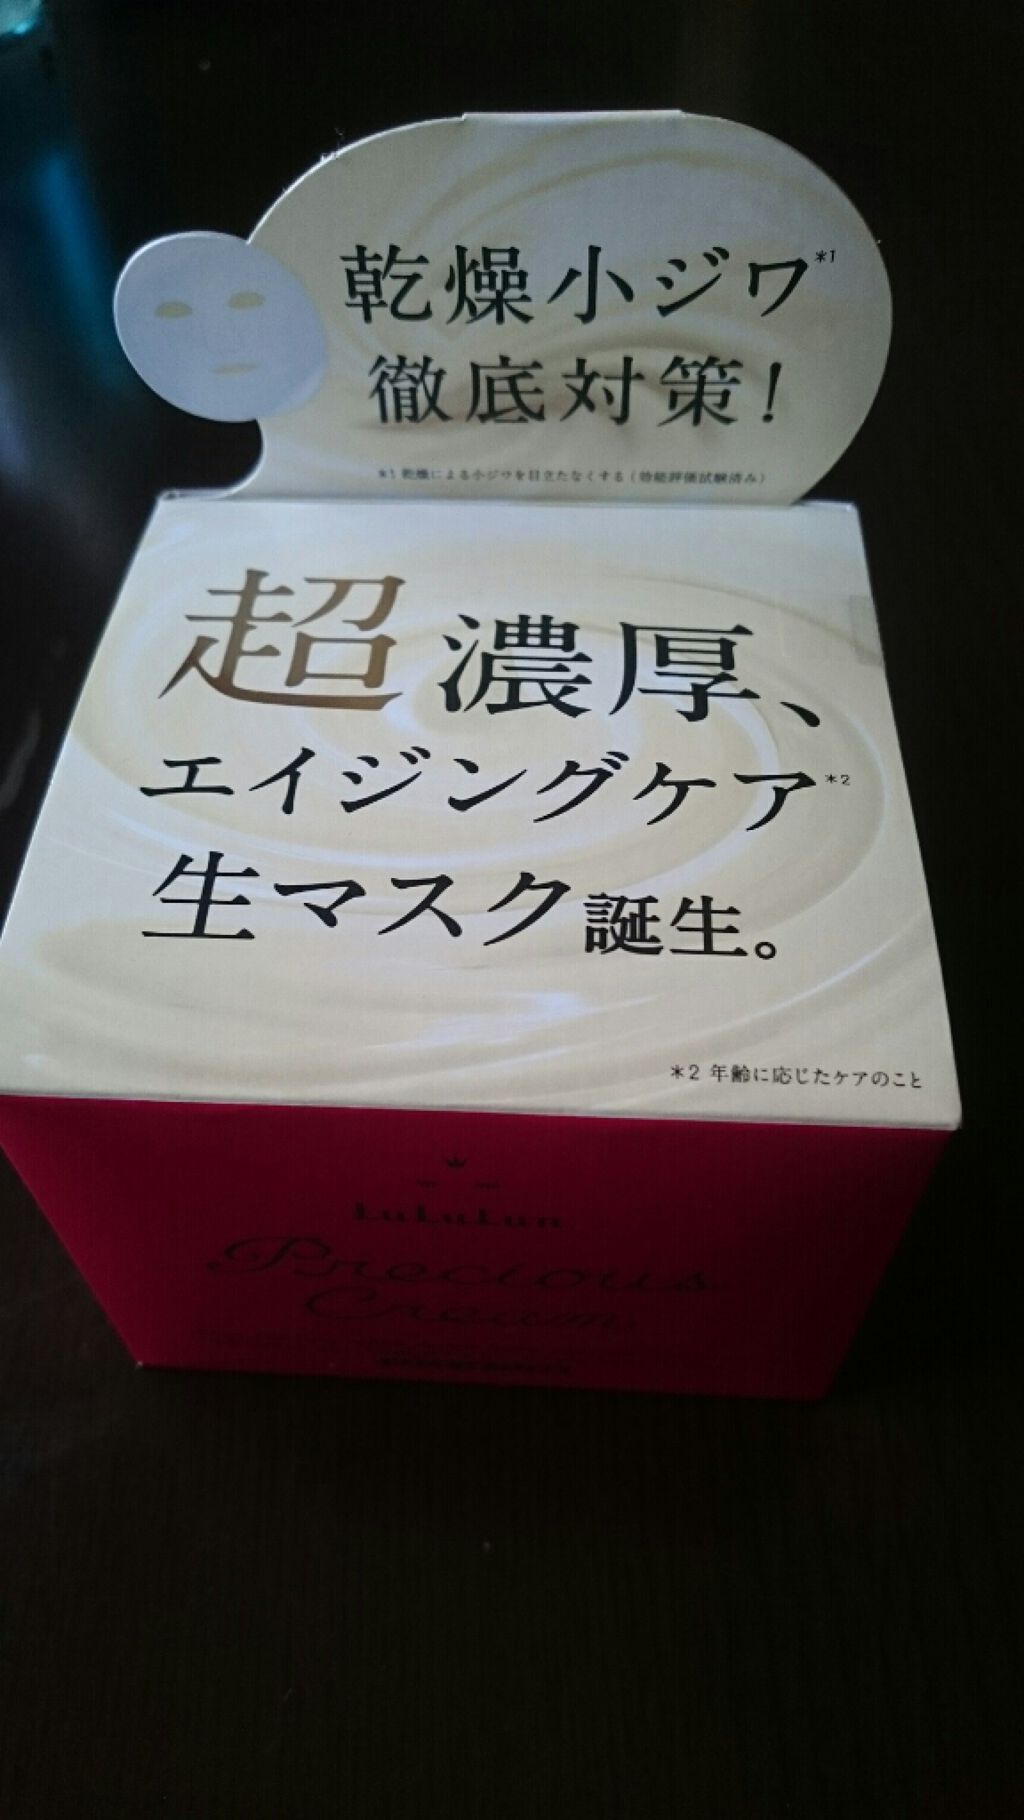 乾燥小ジワ*1
徹底対策!
*1 乾燥による小ジワを目立たなくする(効能評価試験済み)
超濃厚、
エイジングケア*2
生マスク誕生。
*2 年齢に応じたケアのこと
LuLuLun
Precious
Cream